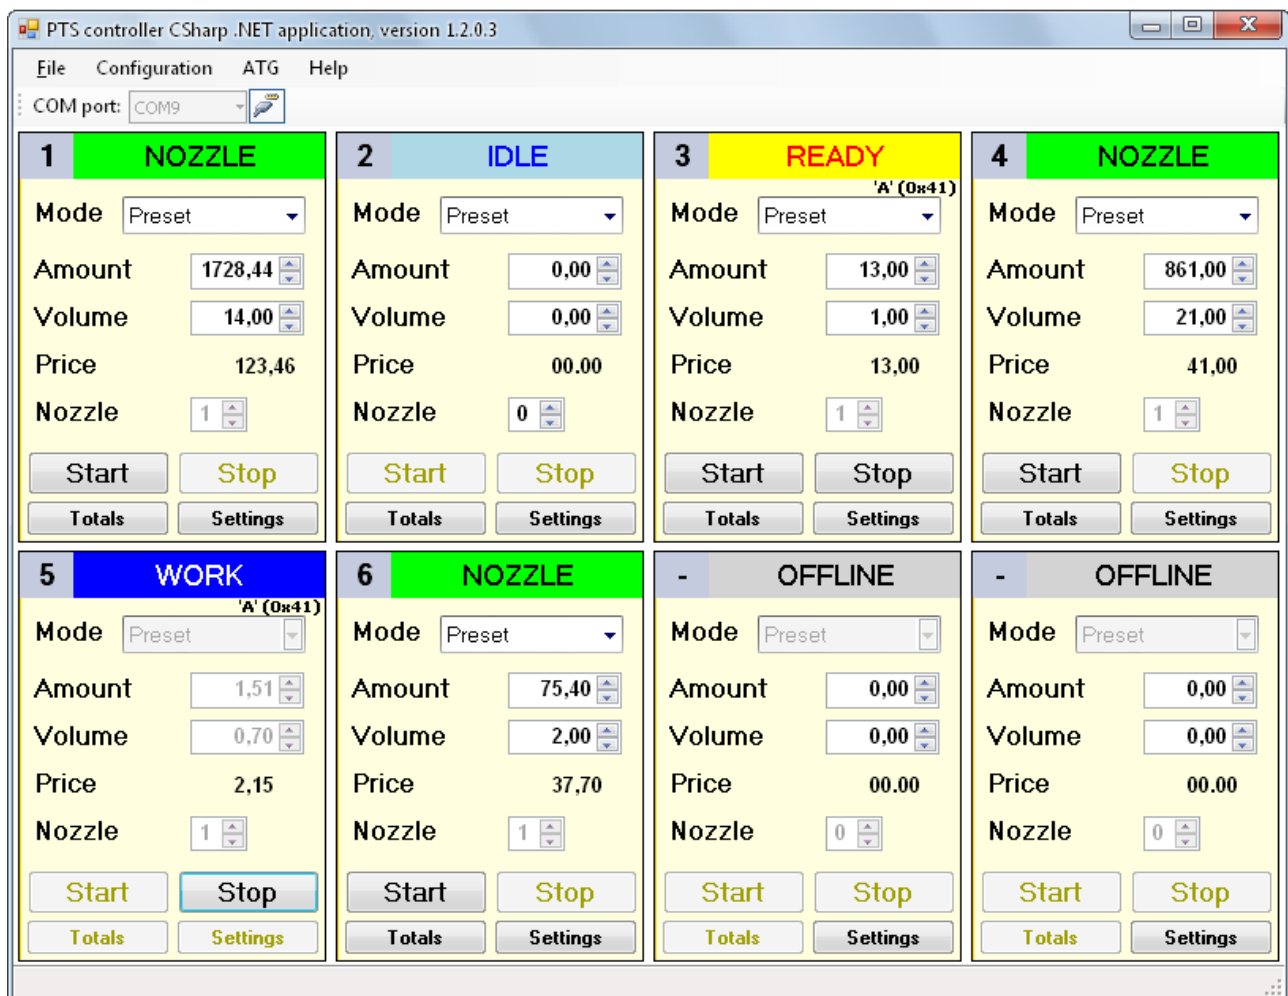 PTS controller CSharp .NET application, version 1.2.0.3
File Configuration ATG Help
COM port: COM9
1 NOZZLE
Mode Preset
Amount 1728,44
Volume 14,00
Price 123,46
Nozzle 1
Start Stop
Totals Settings
2 IDLE
Mode Preset
Amount 0,00
Volume 0,00
Price 00.00
Nozzle 0
Start Stop
Totals Settings
3 READY
'A' (0x41)
Mode Preset
Amount 13,00
Volume 1,00
Price 13,00
Nozzle 1
Start Stop
Totals Settings
4 NOZZLE
Mode Preset
Amount 861,00
Volume 21,00
Price 41,00
Nozzle 1
Start Stop
Totals Settings
5 WORK
'A' (0x41)
Mode Preset
Amount 1,51
Volume 0,70
Price 2,15
Nozzle 1
Start Stop
Totals Settings
6 NOZZLE
Mode Preset
Amount 75,40
Volume 2,00
Price 37,70
Nozzle 1
Start Stop
Totals Settings
- OFFLINE
Mode Preset
Amount 0,00
Volume 0,00
Price 00.00
Nozzle 0
Start Stop
Totals Settings
- OFFLINE
Mode Preset
Amount 0,00
Volume 0,00
Price 00.00
Nozzle 0
Start Stop
Totals Settings